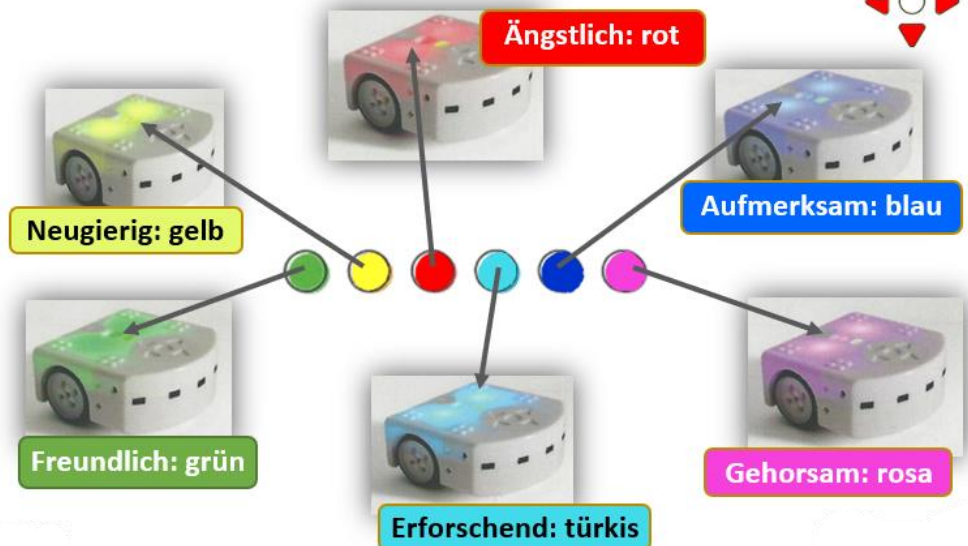 Ängstlich: rot
Neugierig: gelb
Aufmerksam: blau
Freundlich: grün
Gehorsam: rosa
Erforschend: türkis